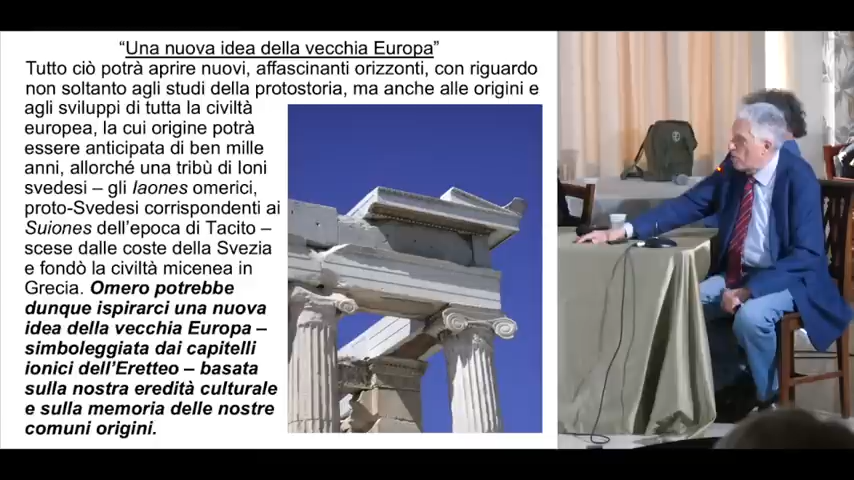 “Una nuova idea della vecchia Europa”
Tutto ciò potrà aprire nuovi, affascinanti orizzonti, con riguardo
non soltanto agli studi della protostoria, ma anche alle origini e
agli sviluppi di tutta la civiltà
europea, la cui origine potrà
essere anticipata di ben mille
anni, allorché una tribù di Ioni
svedesi – gli Iaones omerici,
proto-Svedesi corrispondenti ai
Suiones dell’epoca di Tacito –
scese dalle coste della Svezia
e fondò la civiltà micenea in
Grecia. Omero potrebbe
dunque ispirarci una nuova
idea della vecchia Europa –
simboleggiata dai capitelli
ionici dell’Eretteo – basata
sulla nostra eredità culturale
e sulla memoria delle nostre
comuni origini.